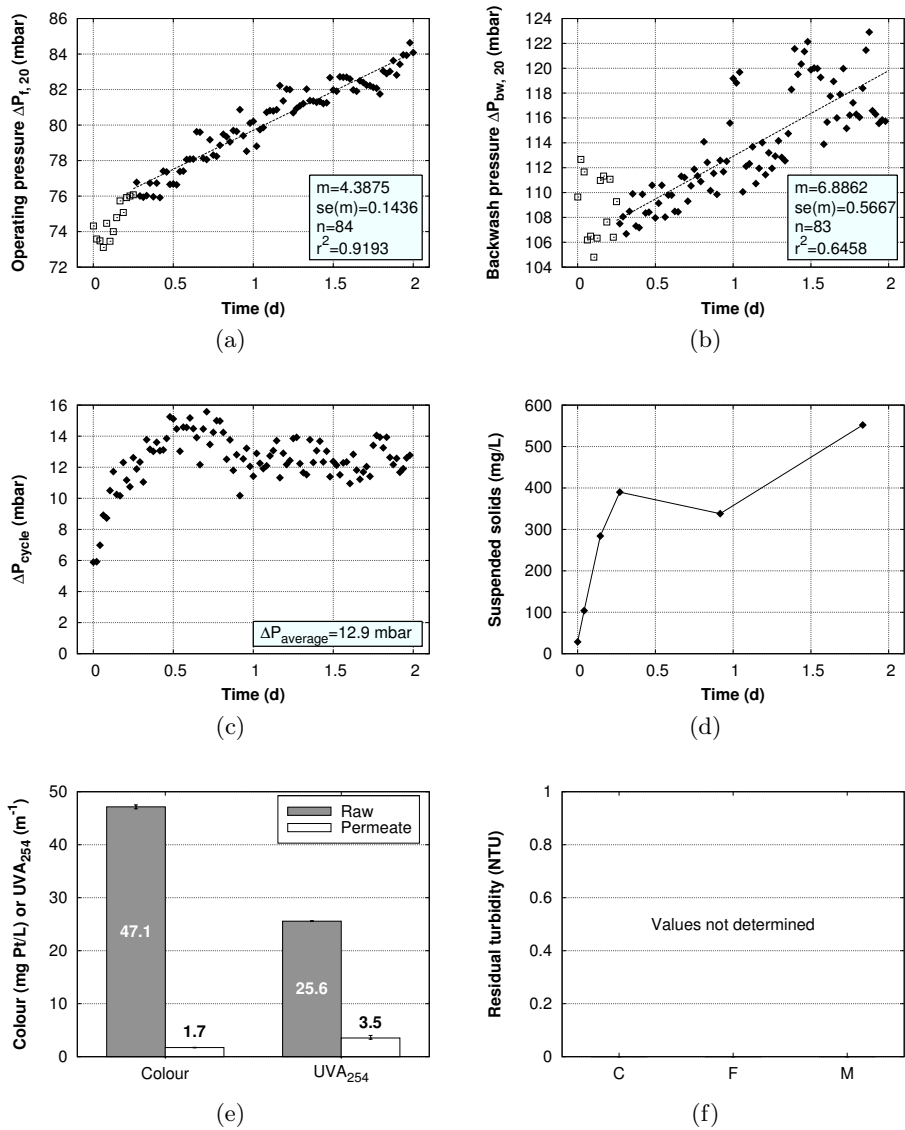 Operating pressure ΔPf, 20 (mbar)
86
84
82
80
78
76
74
72
m=4.3875
se(m)=0.1436
n=84
r²=0.9193
0
0.5
1
1.5
2
Time (d)
(a)
Backwash pressure ΔPbw, 20 (mbar)
124
122
120
118
116
114
112
110
108
106
104
m=6.8862
se(m)=0.5667
n=83
r²=0.6458
0
0.5
1
1.5
2
Time (d)
(b)
ΔPcycle (mbar)
16
14
12
10
8
6
4
2
0
ΔPaverage=12.9 mbar
0
0.5
1
1.5
2
Time (d)
(c)
Suspended solids (mg/L)
600
500
400
300
200
100
0
0
0.5
1
1.5
2
Time (d)
(d)
Colour (mg Pt/L) or UVA254 (m⁻¹)
50
40
30
20
10
0
Raw
Permeate
47.1
1.7
25.6
3.5
Colour
UVA254
(e)
Residual turbidity (NTU)
1
0.8
0.6
0.4
0.2
0
Values not determined
C
F
M
(f)